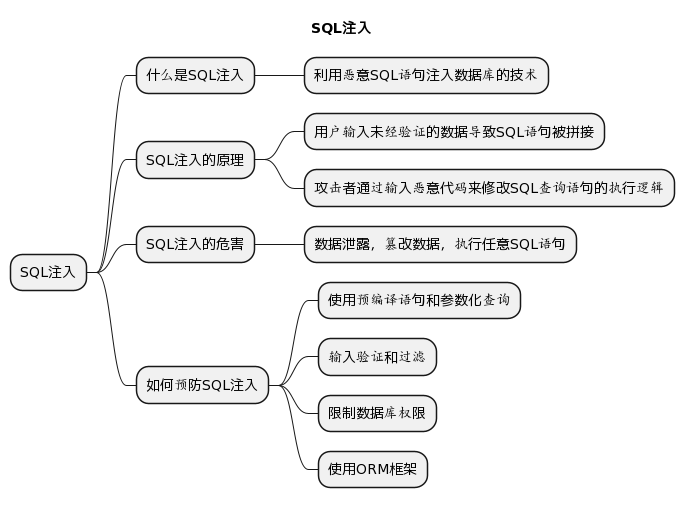 SQL注入
SQL注入
什么是SQL注入
利用恶意SQL语句注入数据库的技术
SQL注入的原理
用户输入未经验证的数据导致SQL语句被拼接
攻击者通过输入恶意代码来修改SQL查询语句的执行逻辑
SQL注入的危害
数据泄露，篡改数据，执行任意SQL语句
如何预防SQL注入
使用预编译语句和参数化查询
输入验证和过滤
限制数据库权限
使用ORM框架